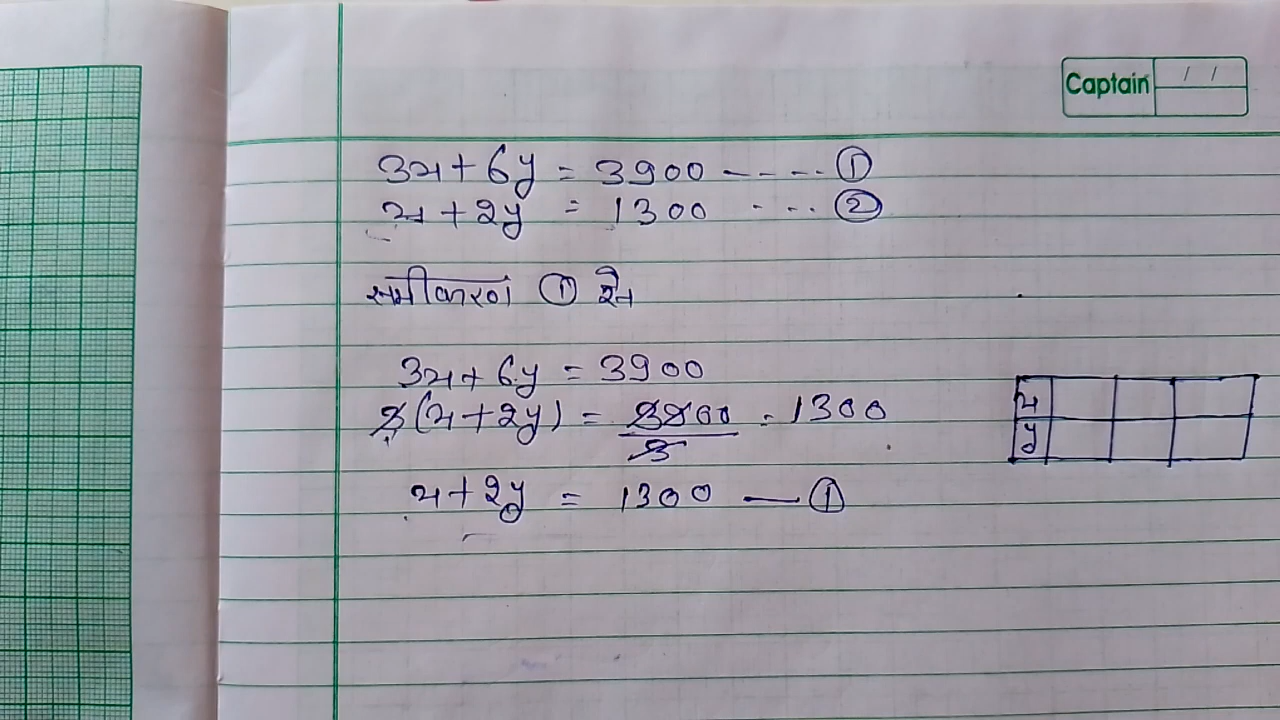 Captain / /
3x + 6y = 3900 ---- ①
x + 2y = 1300 --- ②
समीकरण ① से
3x + 6y = 3900
3(x + 2y) = 3900/3 = 1300
x + 2y = 1300 — ①
x
y